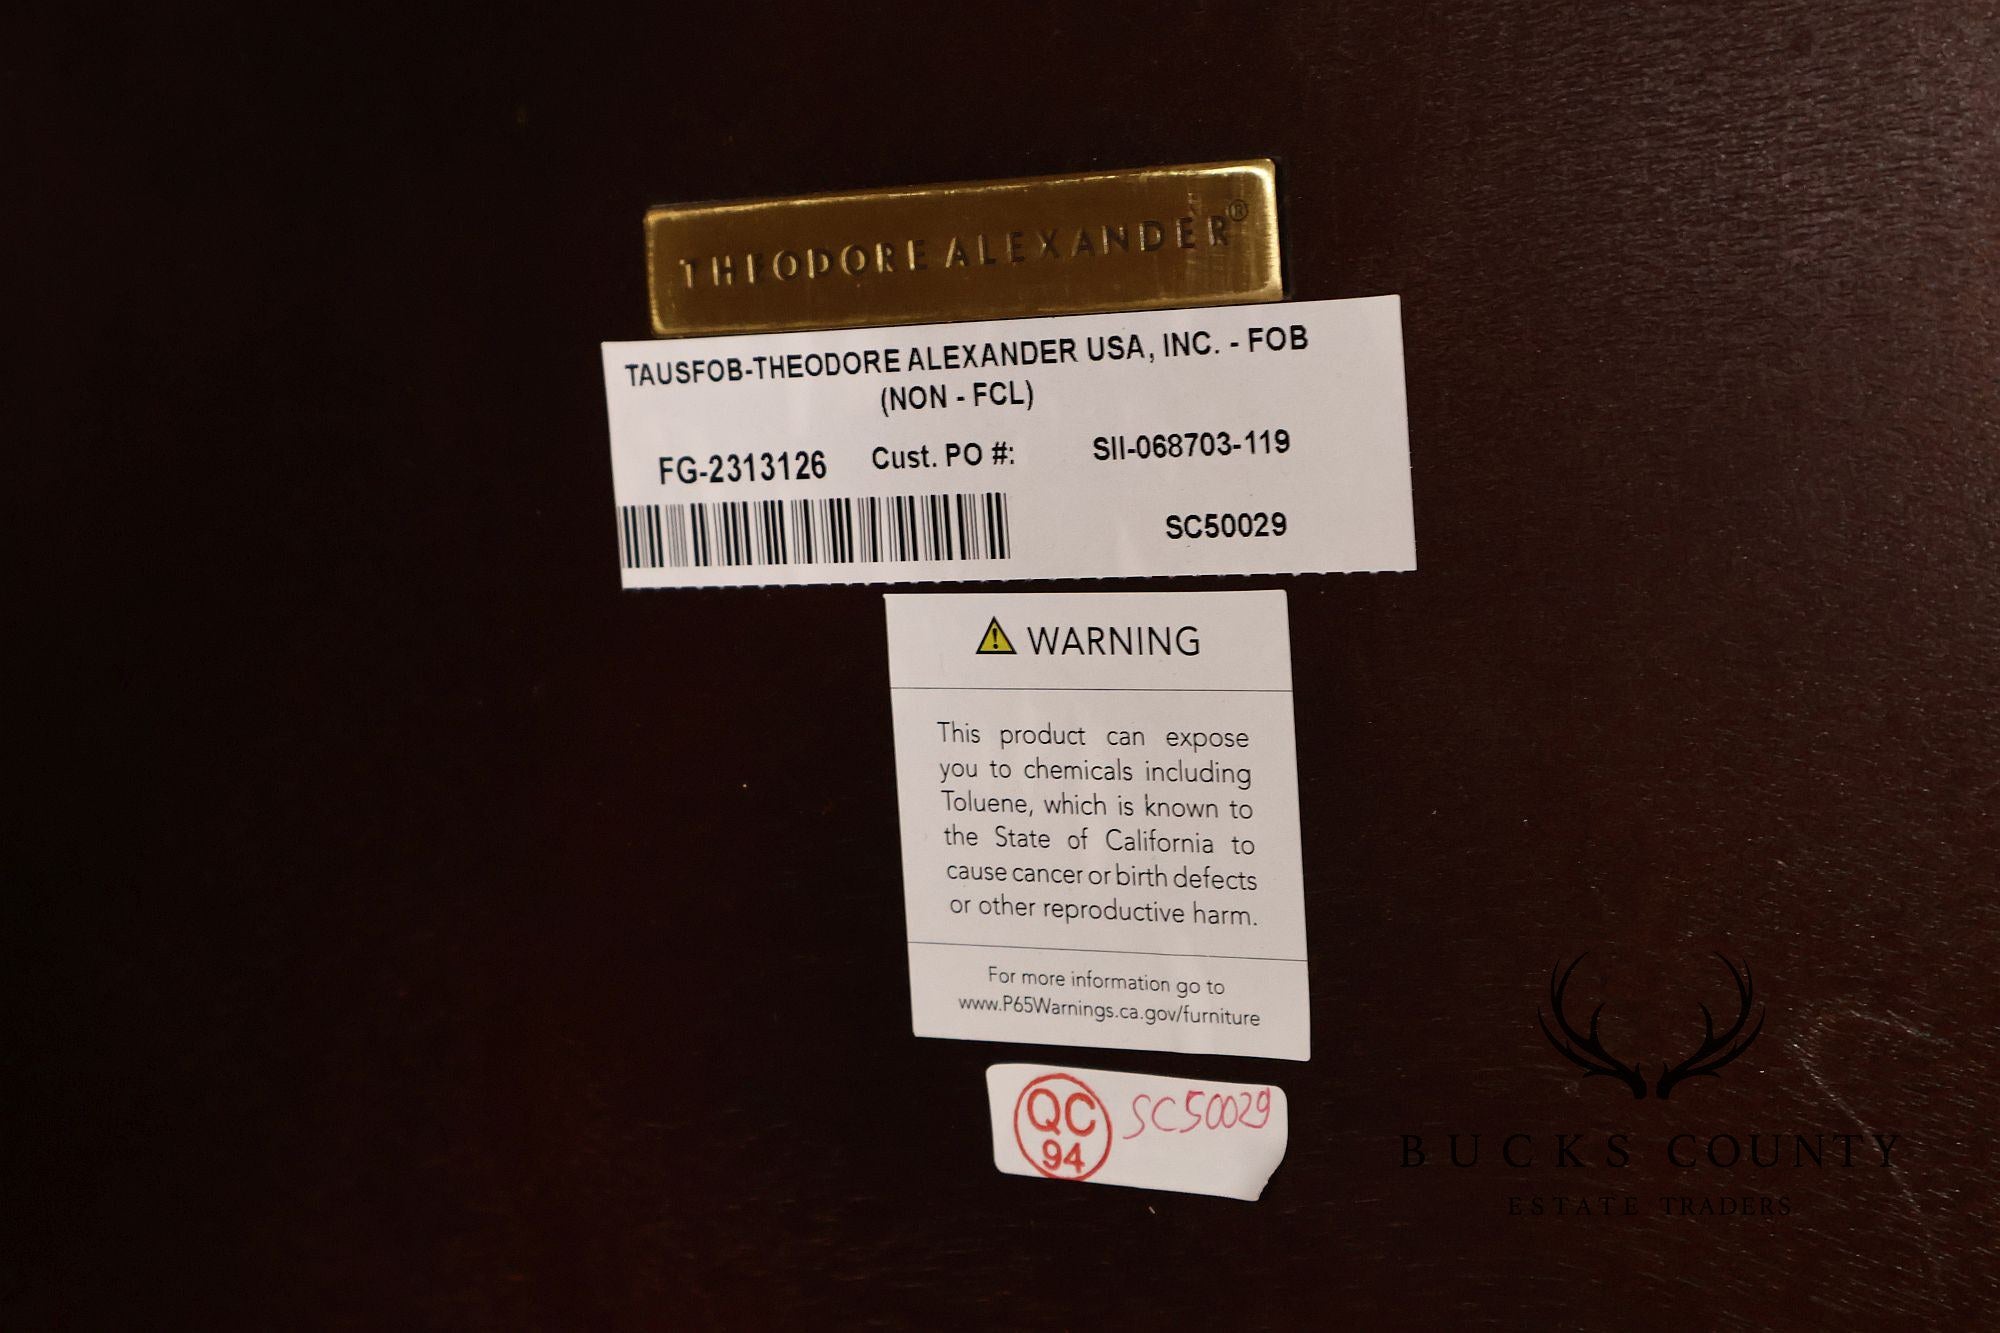 THEODORE ALEXANDER®
TAUSFOB-THEODORE ALEXANDER USA, INC. - FOB
(NON - FCL)
FG-2313126 Cust. PO #: SII-068703-119
SC50029
WARNING
This product can expose
you to chemicals including
Toluene, which is known to
the State of California to
cause cancer or birth defects
or other reproductive harm.
For more information go to
www.P65Warnings.ca.gov/furniture
QC SC50029
94
BUCKS COUNTY
ESTATE TRADERS